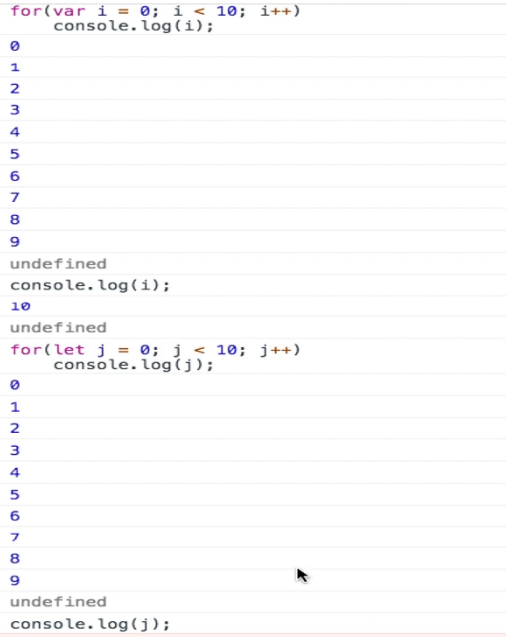 for(var i = 0; i < 10; i++)
    console.log(i);
0
1
2
3
4
5
6
7
8
9
undefined
console.log(i);
10
undefined
for(let j = 0; j < 10; j++)
    console.log(j);
0
1
2
3
4
5
6
7
8
9
undefined
console.log(j);